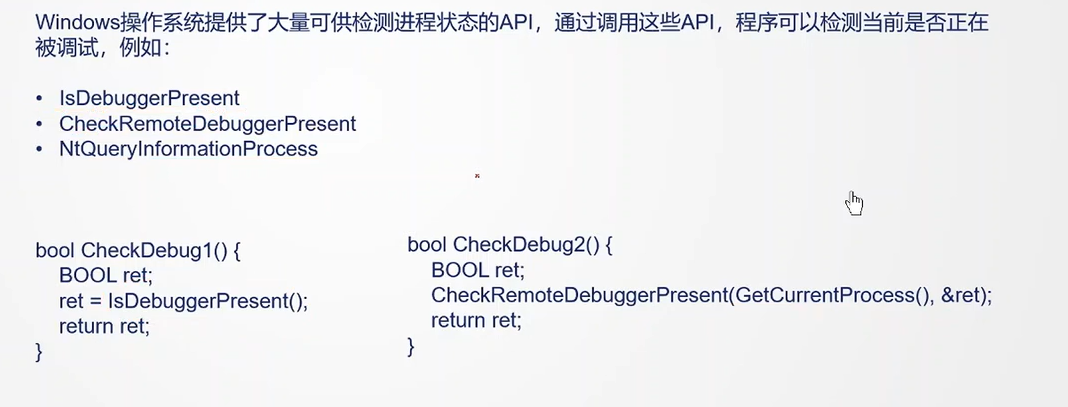 Windows操作系统提供了大量可供检测进程状态的API，通过调用这些API，程序可以检测当前是否正在
被调试，例如：
• IsDebuggerPresent
• CheckRemoteDebuggerPresent
• NtQueryInformationProcess
bool CheckDebug1() {
BOOL ret;
ret = IsDebuggerPresent();
return ret;
}
bool CheckDebug2() {
BOOL ret;
CheckRemoteDebuggerPresent(GetCurrentProcess(), &ret);
return ret;
}